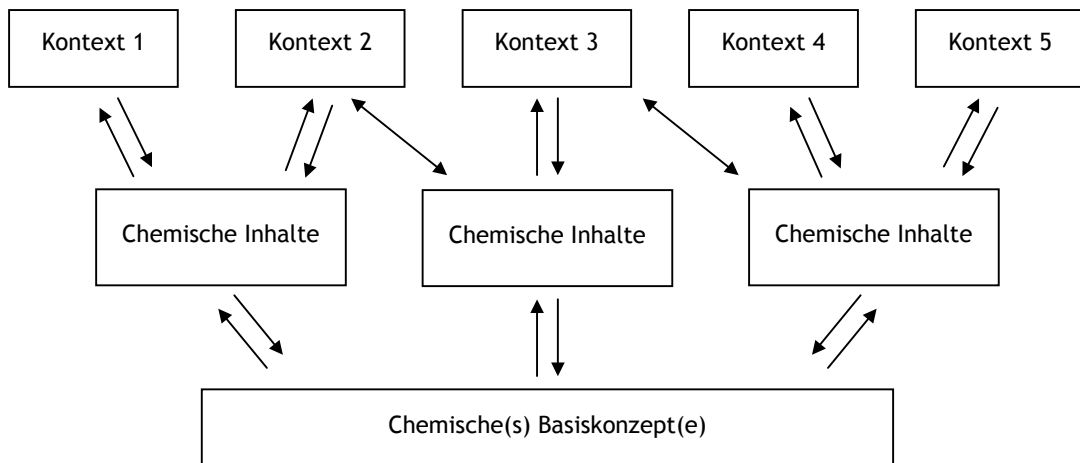 Kontext 1
Kontext 2
Kontext 3
Kontext 4
Kontext 5
Chemische Inhalte
Chemische Inhalte
Chemische Inhalte
Chemische(s) Basiskonzept(e)